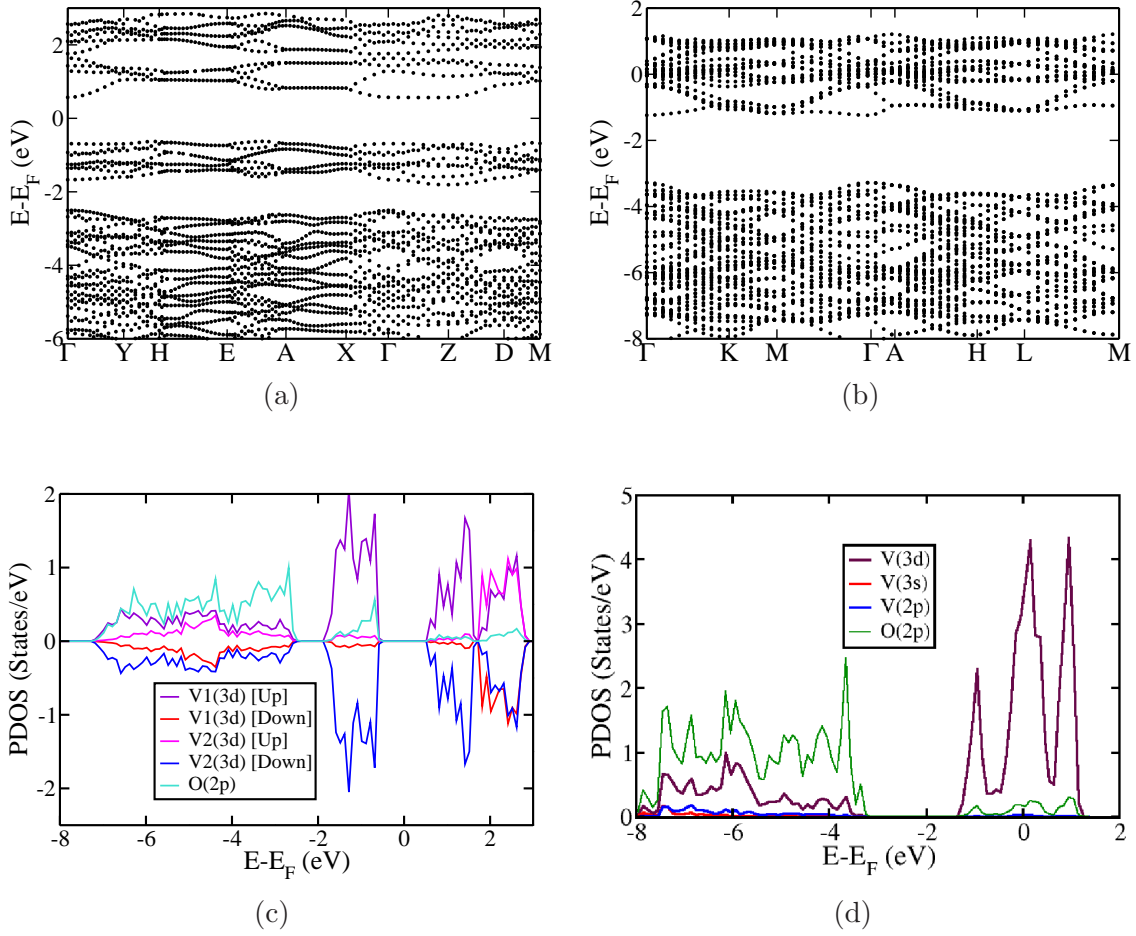 2
0
-2
-4
-6
E-E_F (eV)
Γ Y H E A X Γ Z D M
(a)
2
0
-2
-4
-6
-8
E-E_F (eV)
Γ K M Γ A H L M
(b)
2
1
0
-1
-2
PDOS (States/eV)
V1(3d) [Up]
V1(3d) [Down]
V2(3d) [Up]
V2(3d) [Down]
O(2p)
-8 -6 -4 -2 0 2
E-E_F (eV)
(c)
5
4
3
2
1
0
PDOS (States/eV)
V(3d)
V(3s)
V(2p)
O(2p)
-8 -6 -4 -2 0 2
E-E_F (eV)
(d)